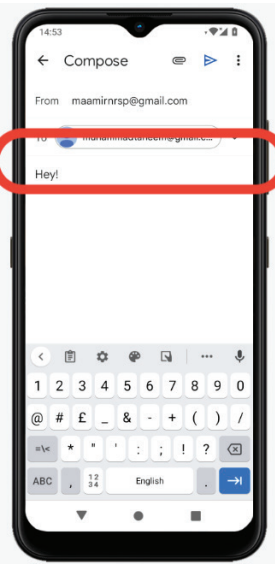 14:53
Compose
From maamirnrsp@gmail.com
To
Hey!
1 2 3 4 5 6 7 8 9 0
@ # £ _ & - + ( ) /
=\< * " ' : ; ! ?
ABC , 12 34 English .